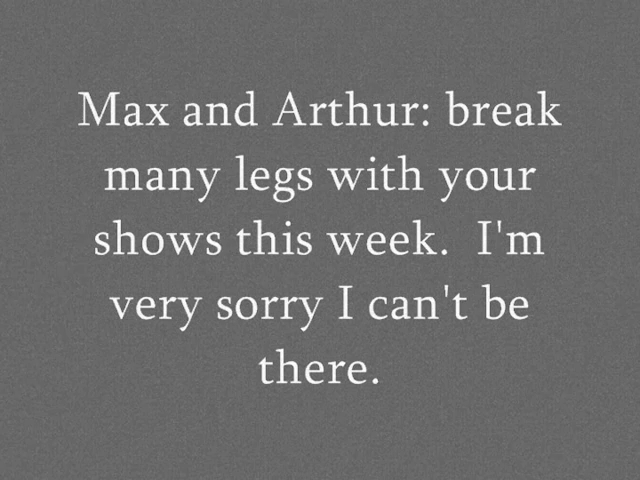 Max and Arthur: break
many legs with your
shows this week.  I'm
very sorry I can't be
there.